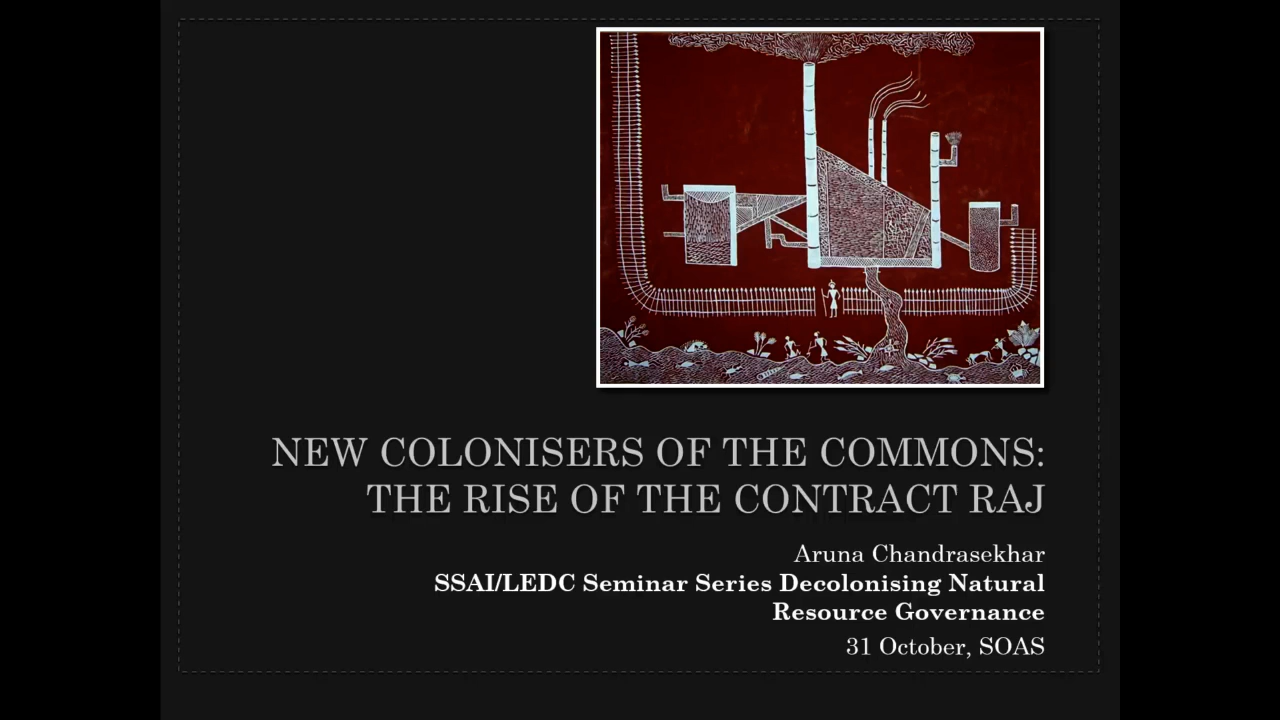 NEW COLONISERS OF THE COMMONS:
THE RISE OF THE CONTRACT RAJ
Aruna Chandrasekhar
SSAI/LEDC Seminar Series Decolonising Natural
Resource Governance
31 October, SOAS